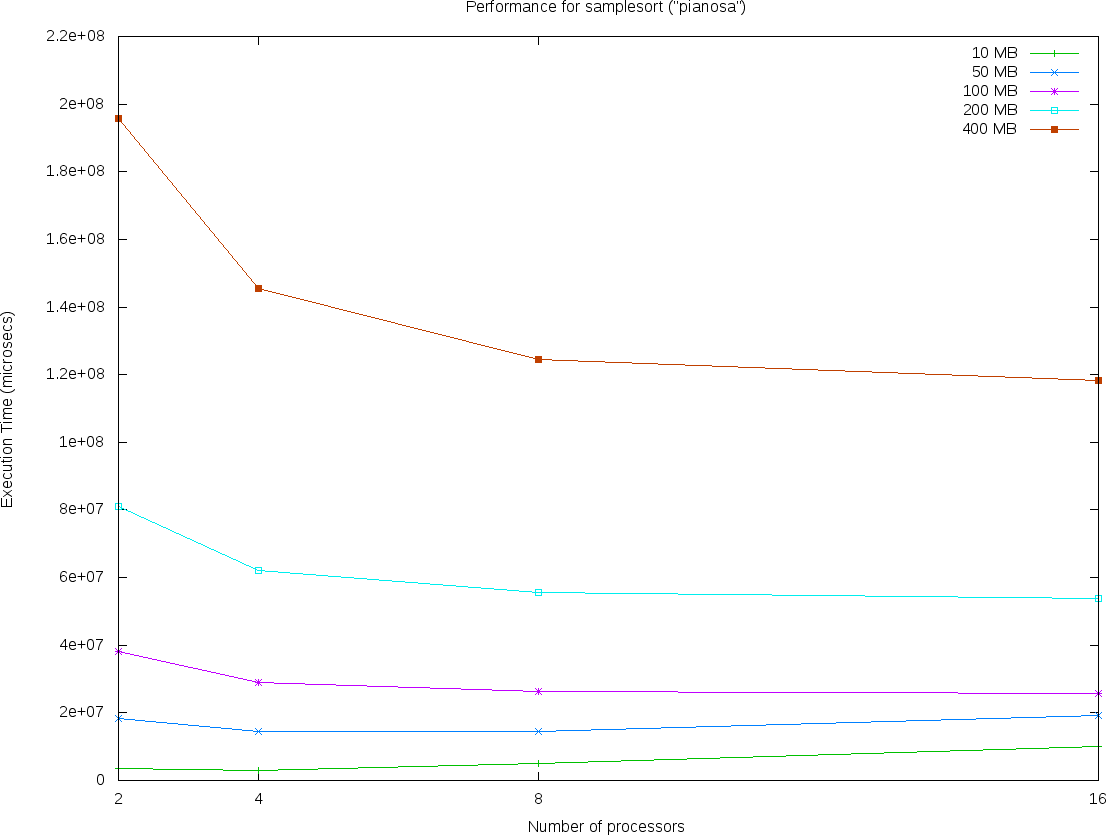 Performance for samplesort ("pianosa")
2.2e+08
2e+08
1.8e+08
1.6e+08
1.4e+08
1.2e+08
1e+08
8e+07
6e+07
4e+07
2e+07
0
Execution Time (microsecs)
10 MB
50 MB
100 MB
200 MB
400 MB
2 4 8 16
Number of processors